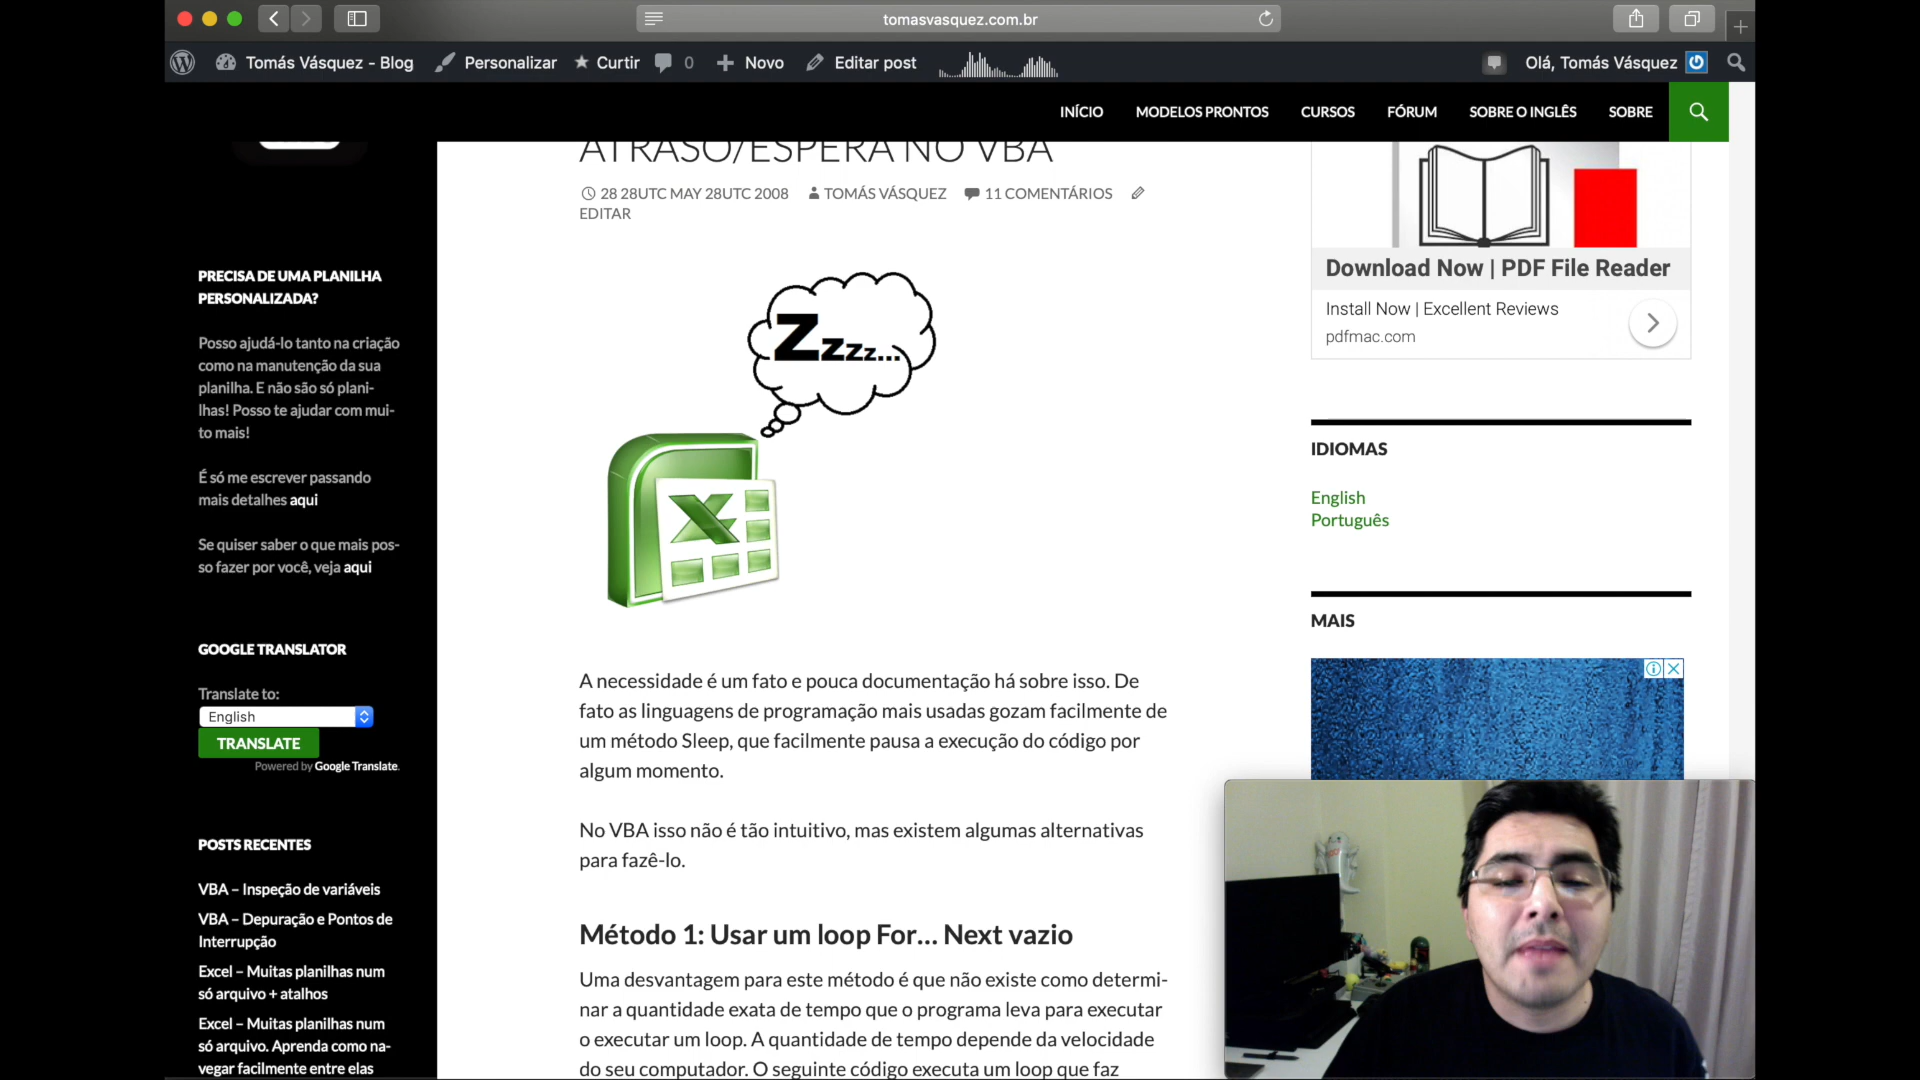 tomasvasquez.com.br
Tomás Vásquez - Blog
Personalizar
Curtir
0
Novo
Editar post
Olá, Tomás Vásquez
INÍCIO
MODELOS PRONTOS
CURSOS
FÓRUM
SOBRE O INGLÊS
SOBRE
PRECISA DE UMA PLANILHA
PERSONALIZADA?
Posso ajudá-lo tanto na criação
como na manutenção da sua
planilha. E não são só plani-
lhas! Posso te ajudar com mui-
to mais!
É só me escrever passando
mais detalhes aqui
Se quiser saber o que mais pos-
so fazer por você, veja aqui
GOOGLE TRANSLATOR
Translate to:
English
TRANSLATE
Powered by Google Translate.
POSTS RECENTES
VBA – Inspeção de variáveis
VBA – Depuração e Pontos de
Interrupção
Excel – Muitas planilhas num
só arquivo + atalhos
Excel – Muitas planilhas num
só arquivo. Aprenda como na-
vegar facilmente entre elas
ATRASO/ESPERA NO VBA
28 28UTC MAY 28UTC 2008
TOMÁS VÁSQUEZ
11 COMENTÁRIOS
EDITAR
Zzzz...
A necessidade é um fato e pouca documentação há sobre isso. De
fato as linguagens de programação mais usadas gozam facilmente de
um método Sleep, que facilmente pausa a execução do código por
algum momento.
No VBA isso não é tão intuitivo, mas existem algumas alternativas
para fazê-lo.
Método 1: Usar um loop For… Next vazio
Uma desvantagem para este método é que não existe como determi-
nar a quantidade exata de tempo que o programa leva para executar
o executar um loop. A quantidade de tempo depende da velocidade
do seu computador. O seguinte código executa um loop que faz
Download Now | PDF File Reader
Install Now | Excellent Reviews
pdfmac.com
IDIOMAS
English
Português
MAIS